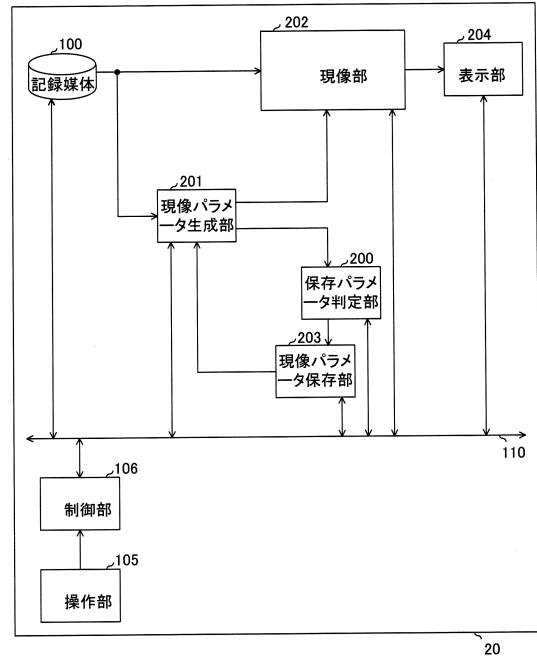 100
記録媒体
202
現像部
204
表示部
201
現像パラメ
ータ生成部
200
保存パラメ
ータ判定部
203
現像パラメ
ータ保存部
110
106
制御部
105
操作部
20